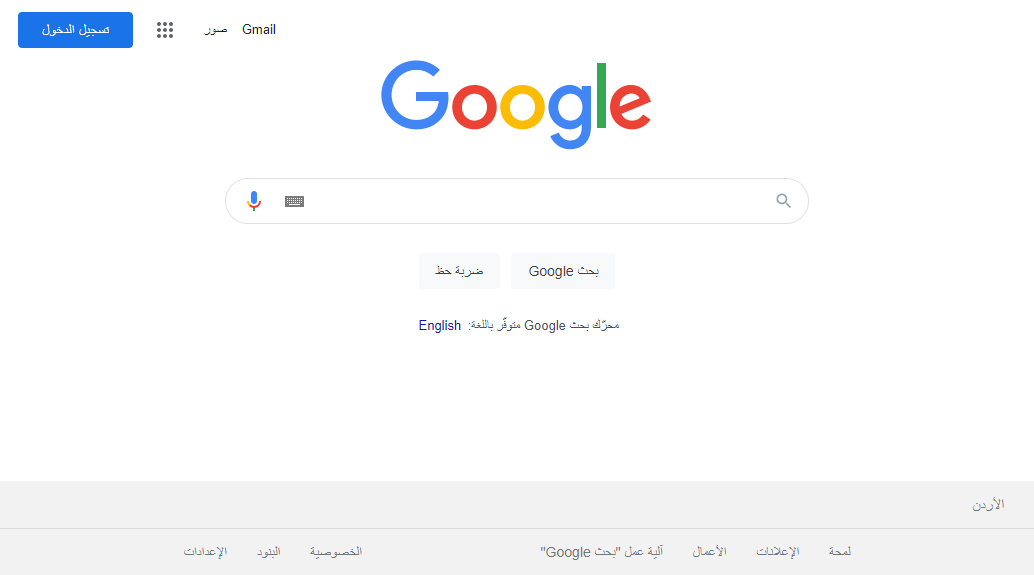 Gmail صور تسجيل الدخول
Google
بحث Google ضربة حظ
محرّك بحث Google متوفّر باللغة: English
الأردن
لمحة الإعلانات الأعمال آلية عمل "بحث Google" الخصوصية البنود الإعدادات